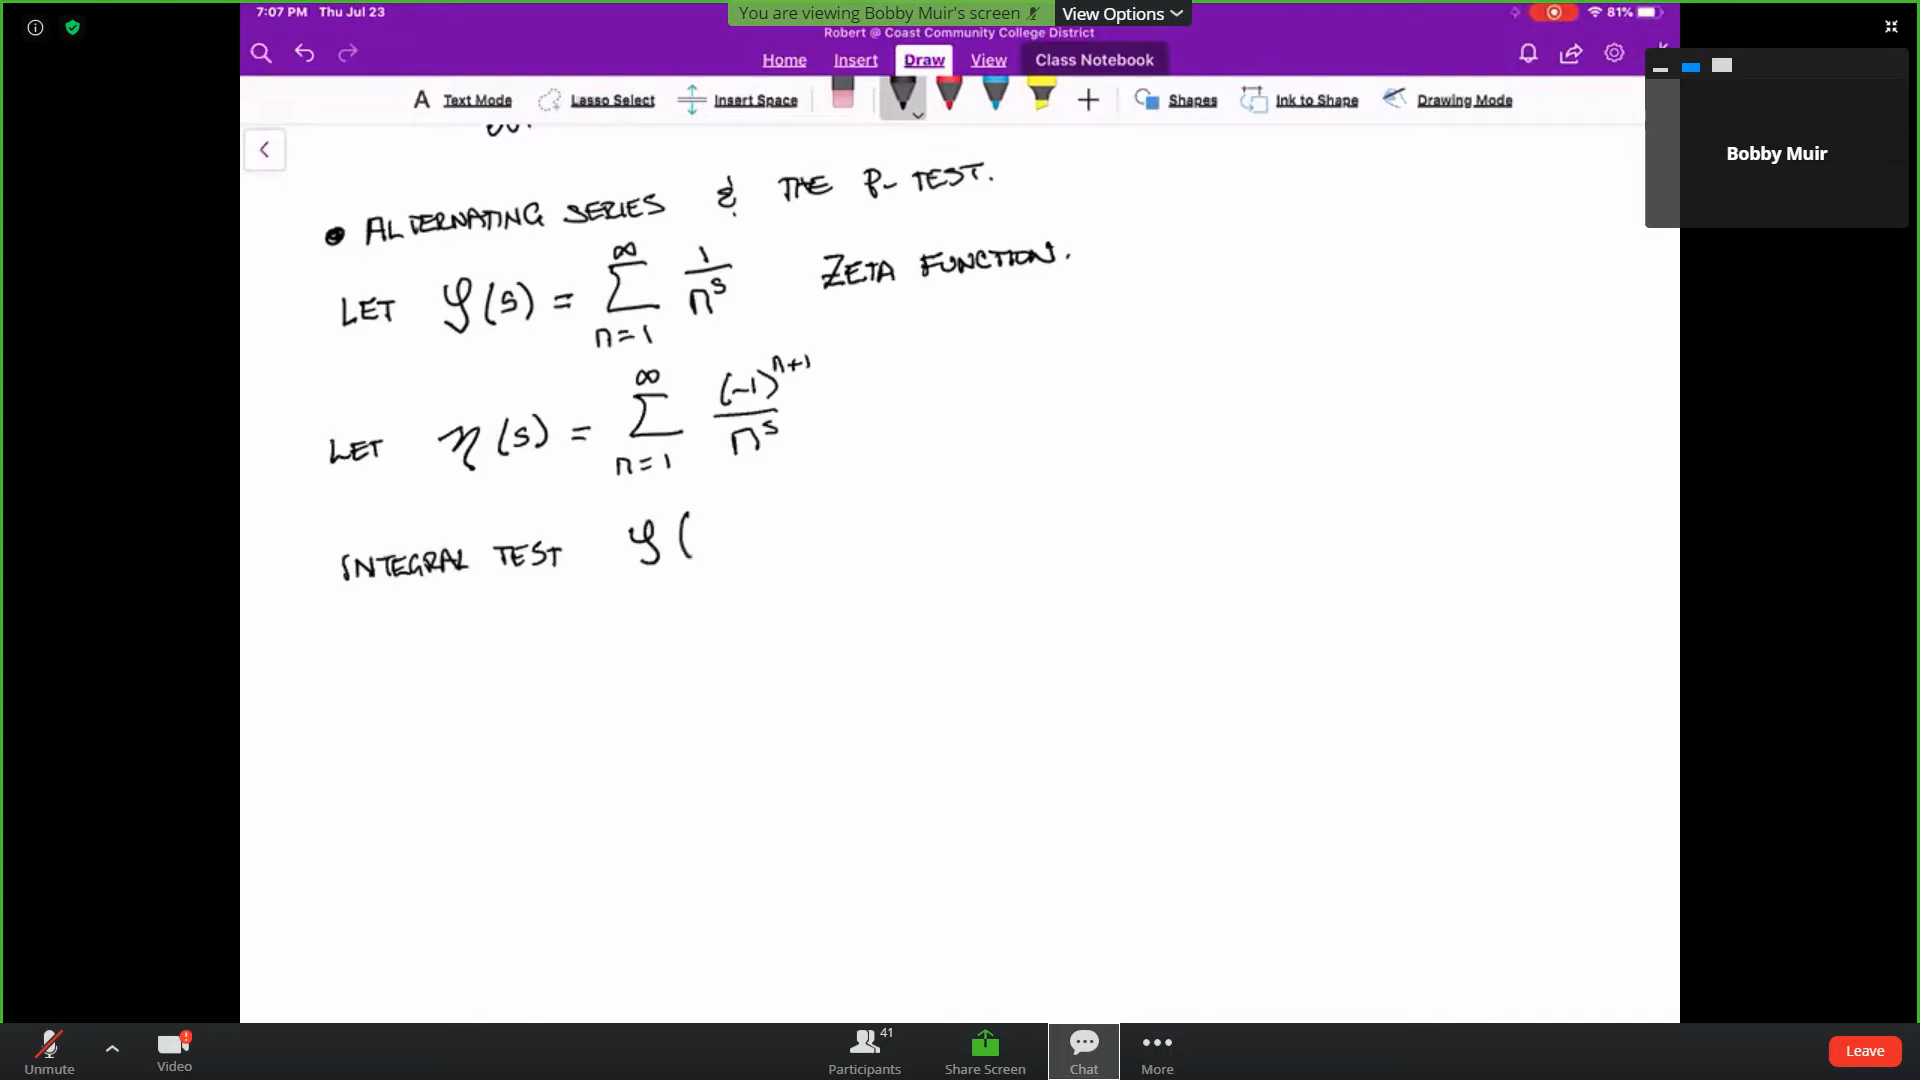 7:07 PM Thu Jul 23
You are viewing Bobby Muir's screen
View Options
81%
Robert @ Coast Community College District
Home Insert Draw View Class Notebook
A Text Mode Lasso Select Insert Space Shapes Ink to Shape Drawing Mode
Bobby Muir
• ALTERNATING SERIES & THE P-TEST.
LET ζ(s) = ∑_{n=1}^{∞} 1/n^s ZETA FUNCTION.
LET η(s) = ∑_{n=1}^{∞} (-1)^{n+1}/n^s
INTEGRAL TEST ζ(
Unmute
Video
41
Participants
Share Screen
Chat
More
Leave